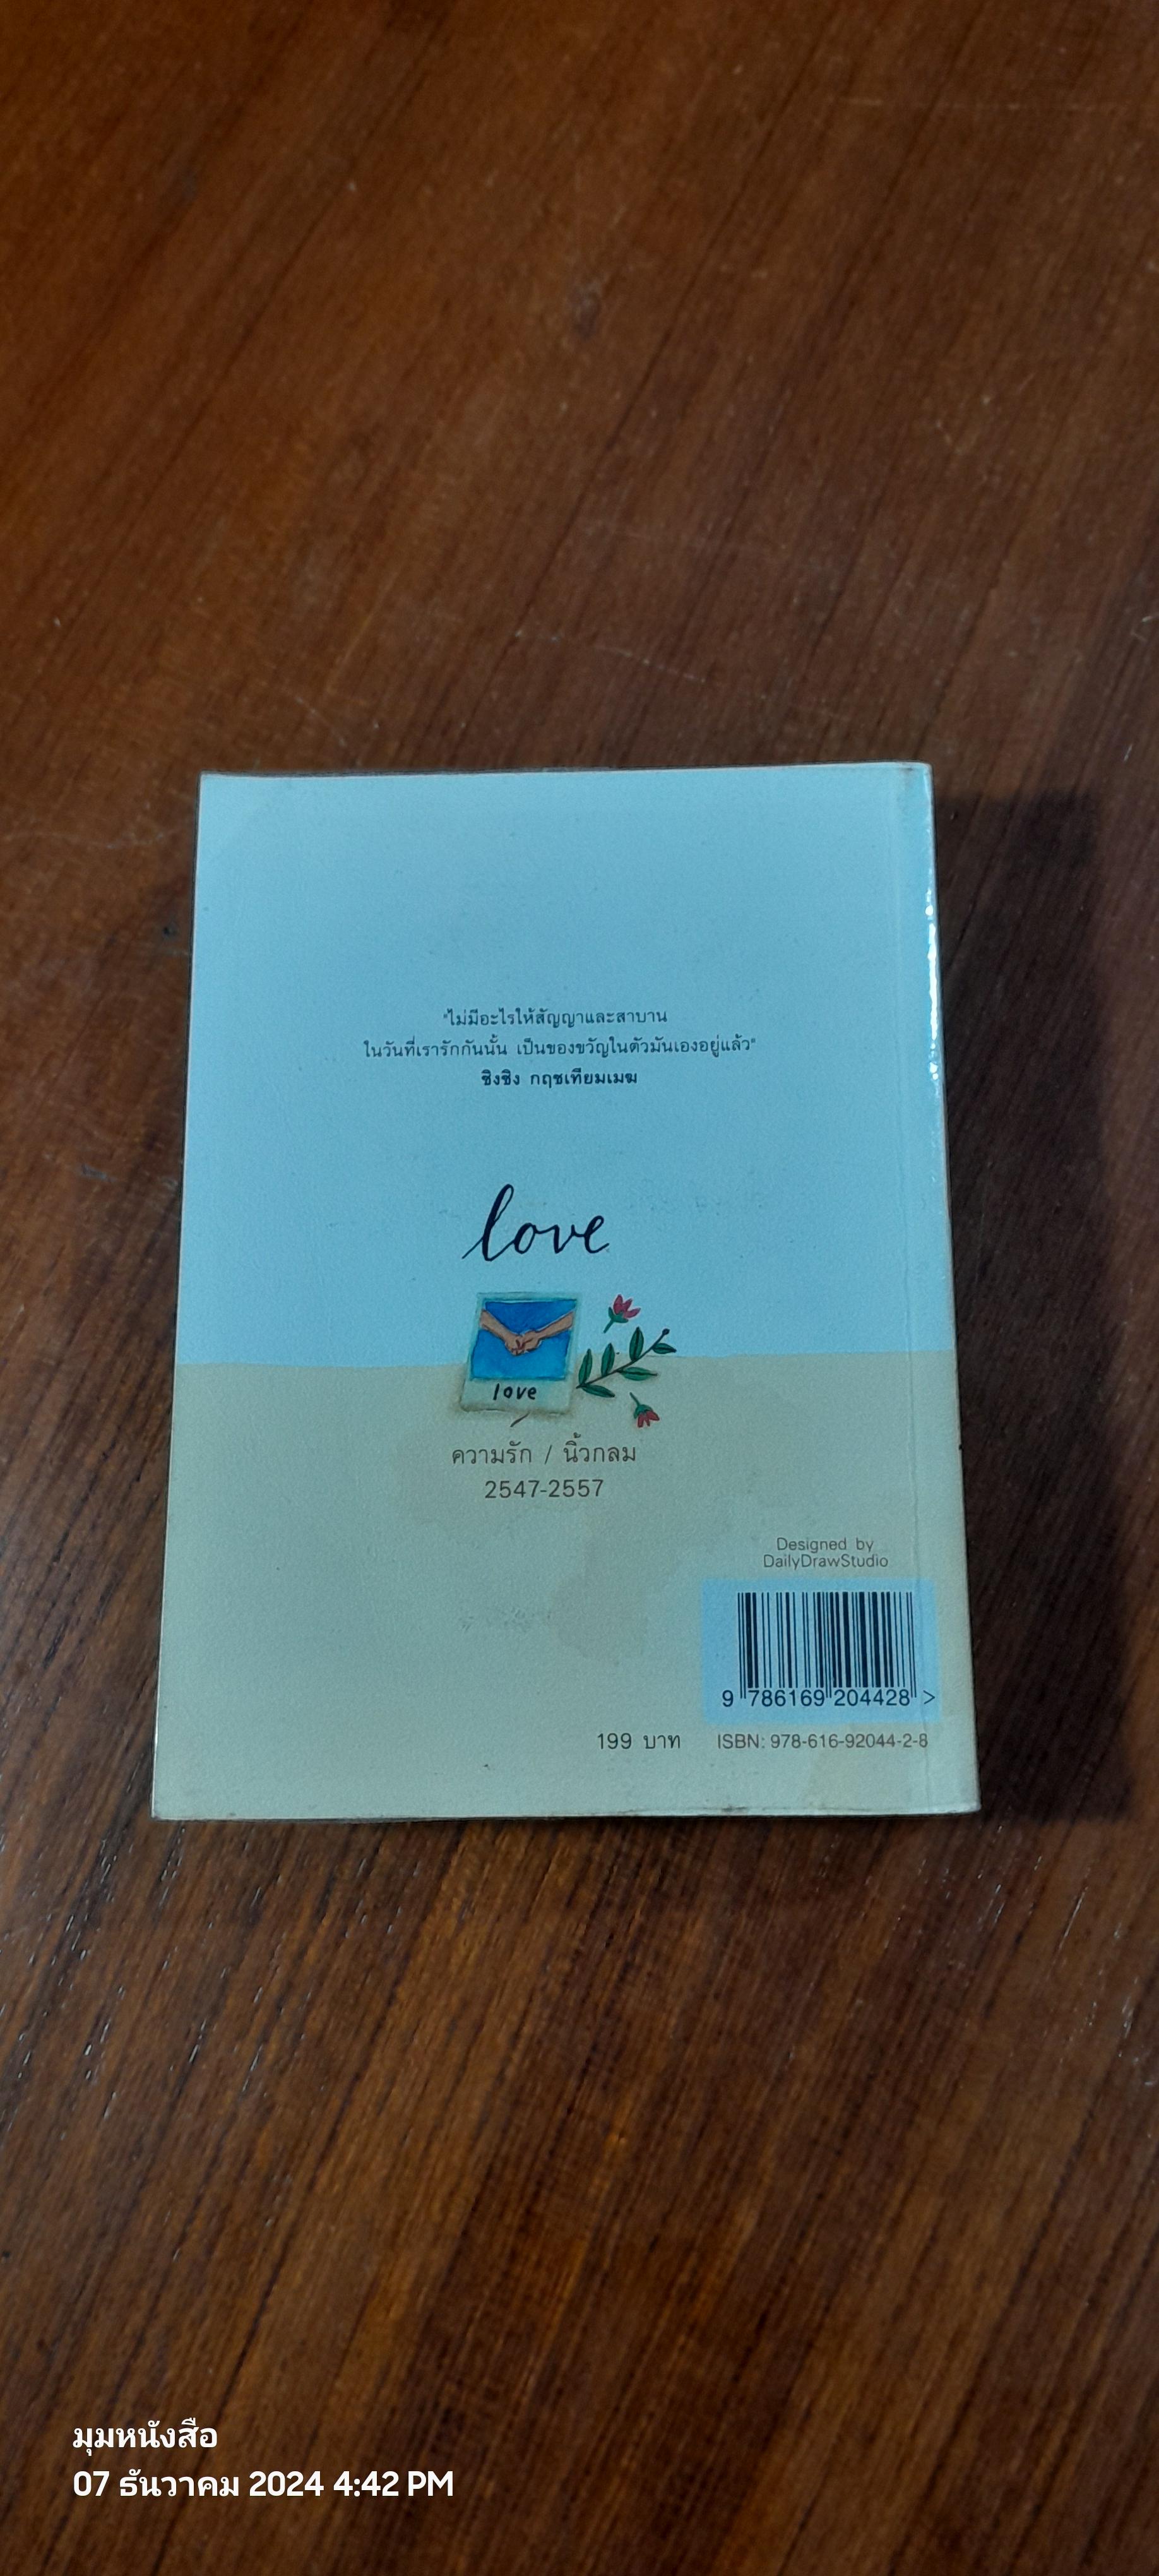 "ไม่มีอะไรให้สัญญาและสาบาน
ในวันที่เรารักกันนั้น เป็นของขวัญในตัวมันเองอยู่แล้ว"
ชิงชิง กฤชเทียมเมฆ
love
love
ความรัก / นิ้วกลม
2547-2557
Designed by
DailyDrawStudio
9 786169 204428 >
199 บาท ISBN: 978-616-92044-2-8
มุมหนังสือ
07 ธันวาคม 2024 4:42 PM